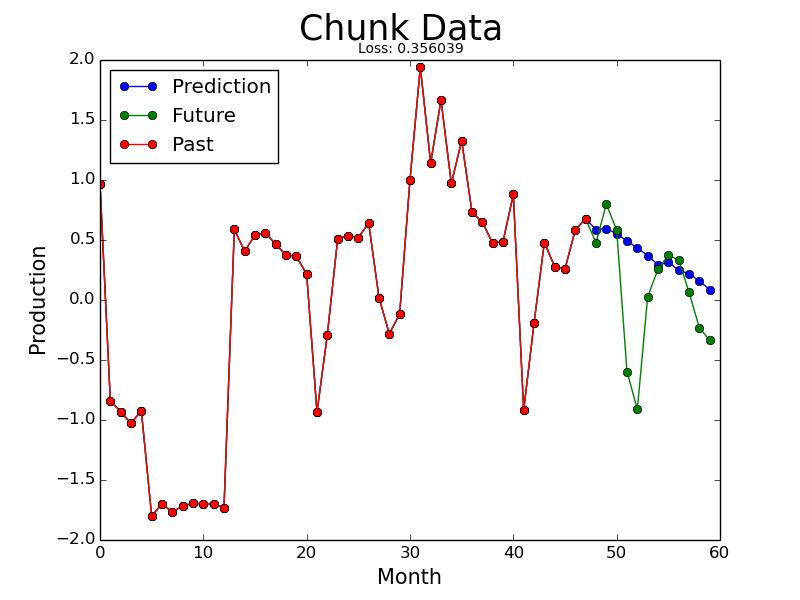 Chunk Data
Loss: 0.356039
Prediction
Future
Past
Production
2.0
1.5
1.0
0.5
0.0
−0.5
−1.0
−1.5
−2.0
0 10 20 30 40 50 60
Month